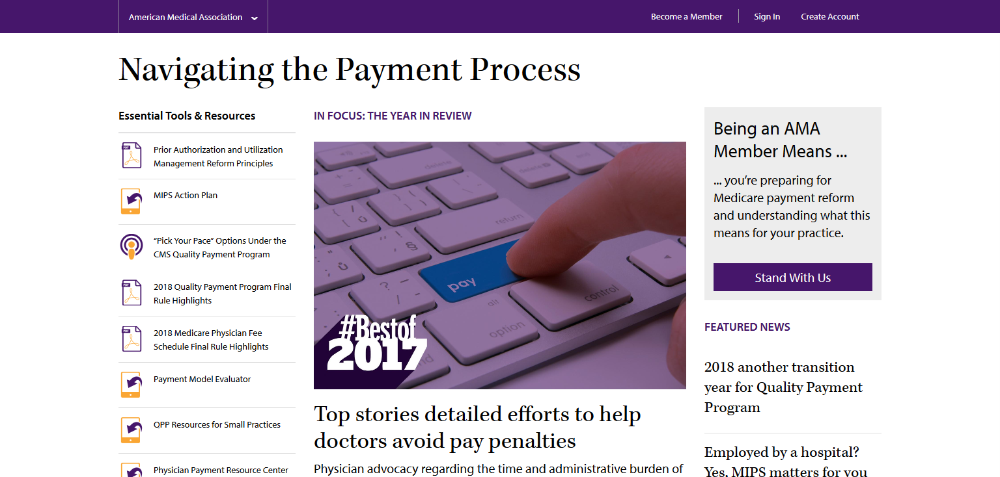 American Medical Association
Become a Member
Sign In
Create Account
Navigating the Payment Process
Essential Tools & Resources
PDF
Prior Authorization and Utilization
Management Reform Principles
MIPS Action Plan
“Pick Your Pace” Options Under the
CMS Quality Payment Program
PDF
2018 Quality Payment Program Final
Rule Highlights
PDF
2018 Medicare Physician Fee
Schedule Final Rule Highlights
Payment Model Evaluator
QPP Resources for Small Practices
Physician Payment Resource Center
IN FOCUS: THE YEAR IN REVIEW
delete
delete
end
return
pay
alt
control
option
#Bestof
2017
Top stories detailed efforts to help
doctors avoid pay penalties
Physician advocacy regarding the time and administrative burden of
Being an AMA
Member Means ...
... you’re preparing for
Medicare payment reform
and understanding what this
means for your practice.
Stand With Us
FEATURED NEWS
2018 another transition
year for Quality Payment
Program
Employed by a hospital?
Yes. MIPS matters for you